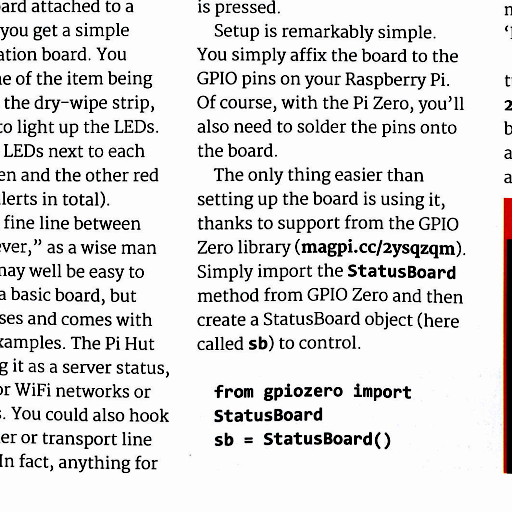 ard attached to a
you get a simple
ation board. You
e of the item being
the dry-wipe strip,
to light up the LEDs.
LEDs next to each
en and the other red
lerts in total).
fine line between
ver,” as a wise man
may well be easy to
a basic board, but
ses and comes with
xamples. The Pi Hut
g it as a server status,
or WiFi networks or
s. You could also hook
er or transport line
In fact, anything for
is pressed.
Setup is remarkably simple.
You simply affix the board to the
GPIO pins on your Raspberry Pi.
Of course, with the Pi Zero, you’ll
also need to solder the pins onto
the board.
The only thing easier than
setting up the board is using it,
thanks to support from the GPIO
Zero library (magpi.cc/2ysqzqm).
Simply import the StatusBoard
method from GPIO Zero and then
create a StatusBoard object (here
called sb) to control.
from gpiozero import
StatusBoard
sb = StatusBoard()